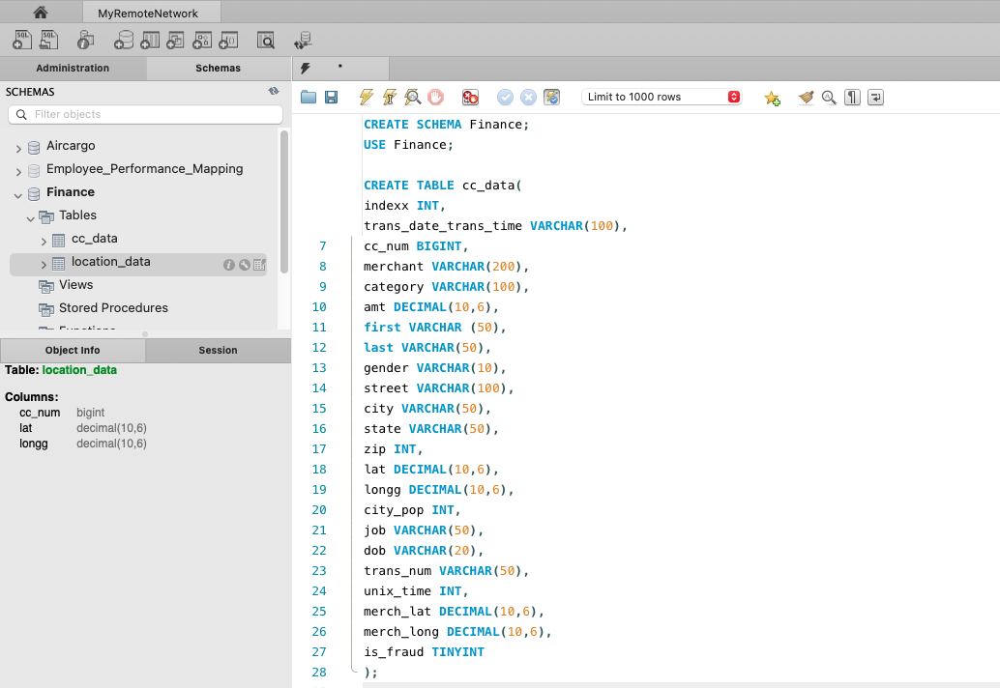 MyRemoteNetwork
SQL SQL
Administration Schemas
SCHEMAS
Filter objects
Aircargo
Employee_Performance_Mapping
Finance
Tables
cc_data
location_data
Views
Stored Procedures
Functions
Object Info Session
Table: location_data
Columns:
cc_num bigint
lat decimal(10,6)
longg decimal(10,6)
Limit to 1000 rows
CREATE SCHEMA Finance;
USE Finance;
CREATE TABLE cc_data(
indexx INT,
trans_date_trans_time VARCHAR(100),
7 cc_num BIGINT,
8 merchant VARCHAR(200),
9 category VARCHAR(100),
10 amt DECIMAL(10,6),
11 first VARCHAR (50),
12 last VARCHAR(50),
13 gender VARCHAR(10),
14 street VARCHAR(100),
15 city VARCHAR(50),
16 state VARCHAR(50),
17 zip INT,
18 lat DECIMAL(10,6),
19 longg DECIMAL(10,6),
20 city_pop INT,
21 job VARCHAR(50),
22 dob VARCHAR(20),
23 trans_num VARCHAR(50),
24 unix_time INT,
25 merch_lat DECIMAL(10,6),
26 merch_long DECIMAL(10,6),
27 is_fraud TINYINT
28 );